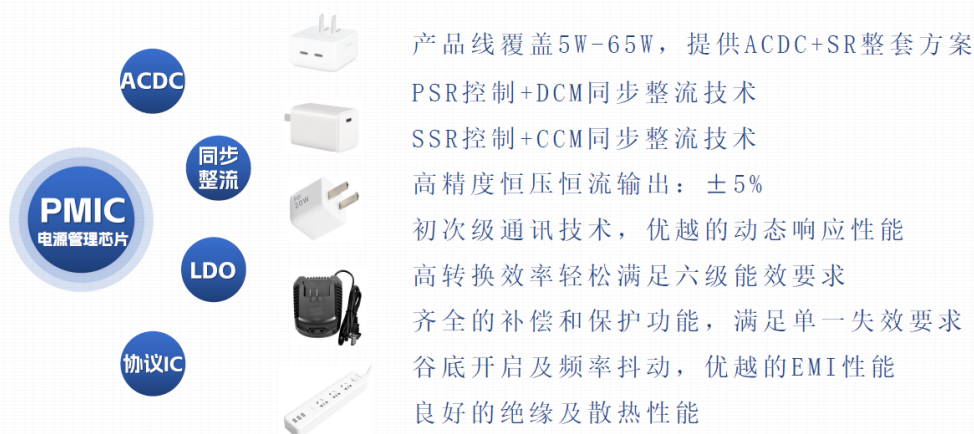 ACDC
同步
整流
PMIC
电源管理芯片
LDO
协议IC
20W
产品线覆盖5W-65W，提供ACDC+SR整套方案
PSR控制+DCM同步整流技术
SSR控制+CCM同步整流技术
高精度恒压恒流输出：±5%
初次级通讯技术，优越的动态响应性能
高转换效率轻松满足六级能效要求
齐全的补偿和保护功能，满足单一失效要求
谷底开启及频率抖动，优越的EMI性能
良好的绝缘及散热性能